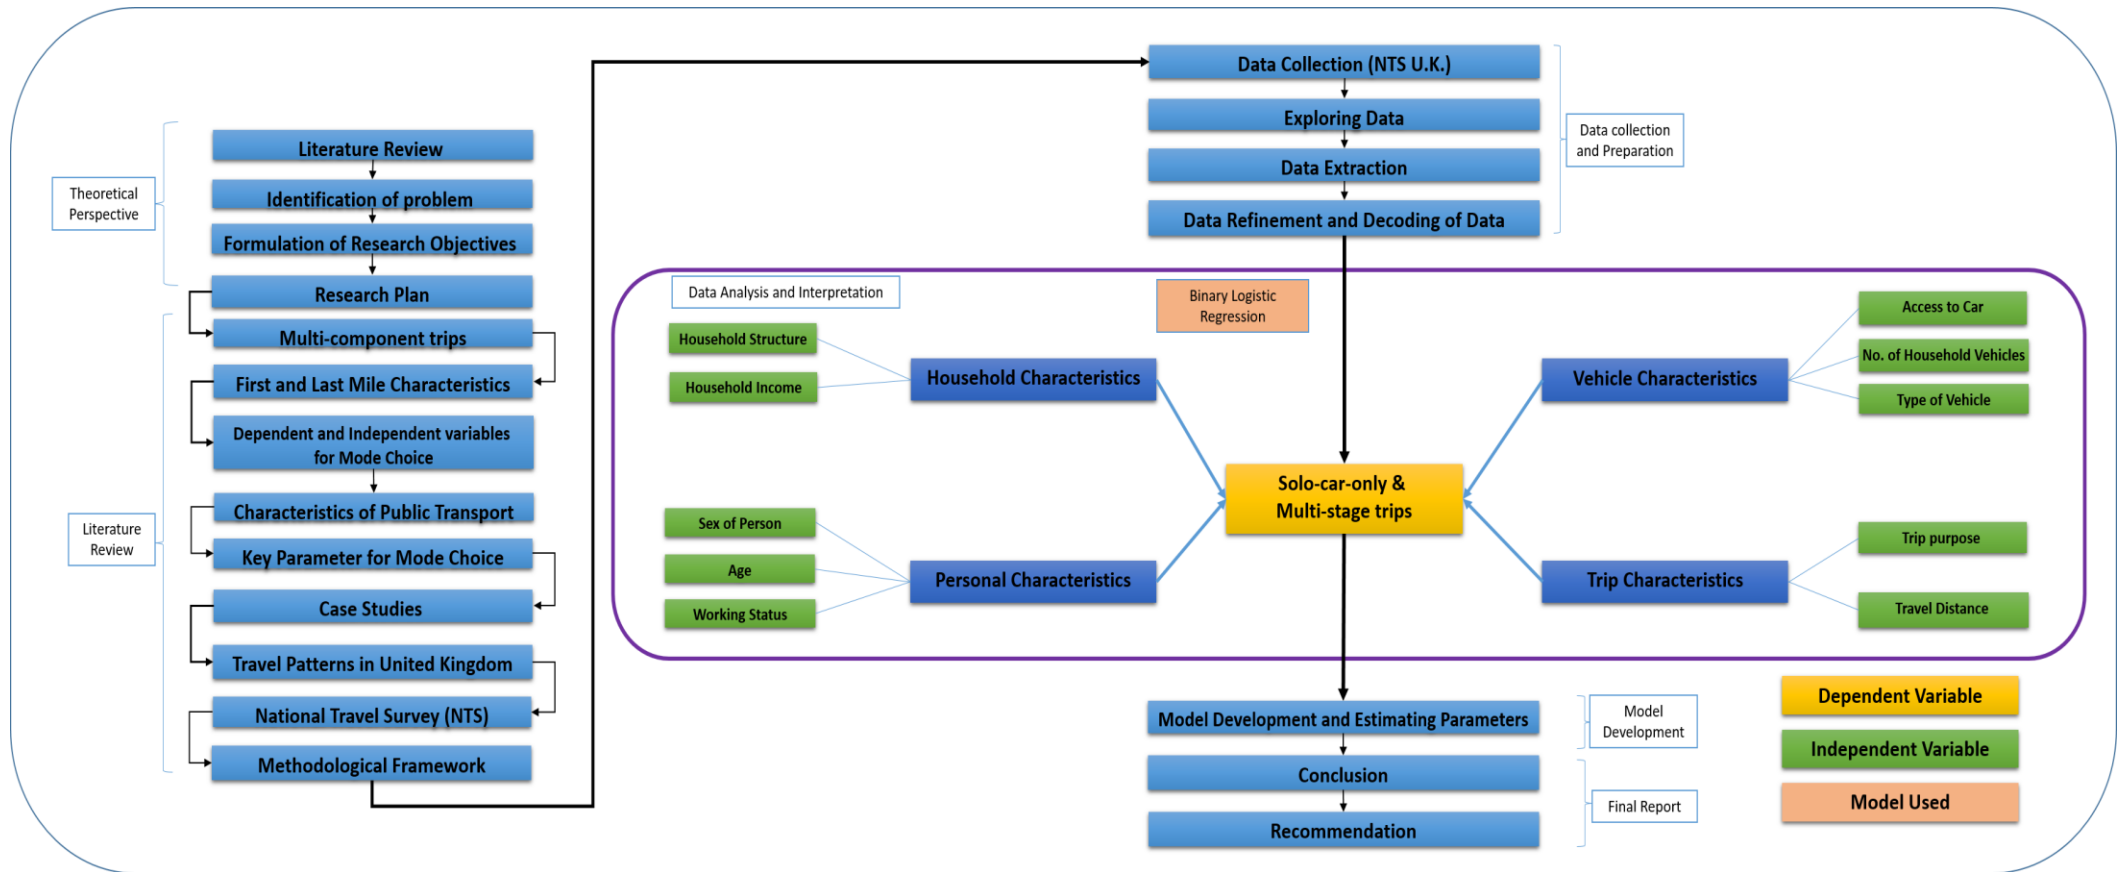 Theoretical
Perspective
Literature Review
Identification of problem
Formulation of Research Objectives
Research Plan
Literature
Review
Multi-component trips
First and Last Mile Characteristics
Dependent and Independent variables
for Mode Choice
Characteristics of Public Transport
Key Parameter for Mode Choice
Case Studies
Travel Patterns in United Kingdom
National Travel Survey (NTS)
Methodological Framework
Data Collection (NTS U.K.)
Exploring Data
Data Extraction
Data Refinement and Decoding of Data
Data collection
and Preparation
Data Analysis and Interpretation
Binary Logistic
Regression
Household Structure
Household Income
Household Characteristics
Sex of Person
Age
Working Status
Personal Characteristics
Solo-car-only &
Multi-stage trips
Vehicle Characteristics
Access to Car
No. of Household Vehicles
Type of Vehicle
Trip Characteristics
Trip purpose
Travel Distance
Model Development and Estimating Parameters
Model
Development
Conclusion
Recommendation
Final Report
Dependent Variable
Independent Variable
Model Used